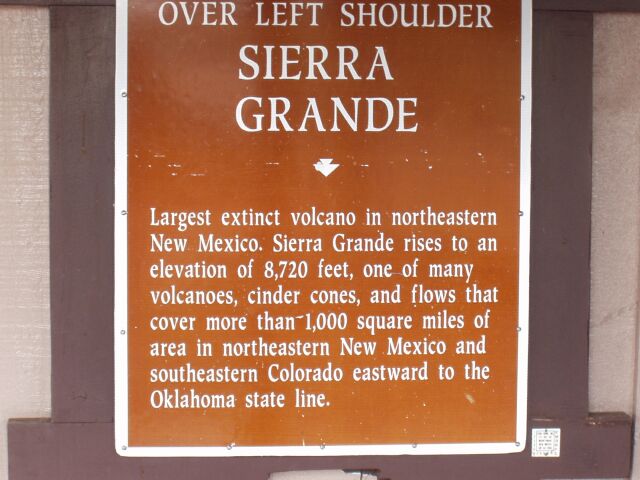 OVER LEFT SHOULDER
SIERRA
GRANDE
Largest extinct volcano in northeastern
New Mexico. Sierra Grande rises to an
elevation of 8,720 feet, one of many
volcanoes, cinder cones, and flows that
cover more than 1,000 square miles of
area in northeastern New Mexico and
southeastern Colorado eastward to the
Oklahoma state line.